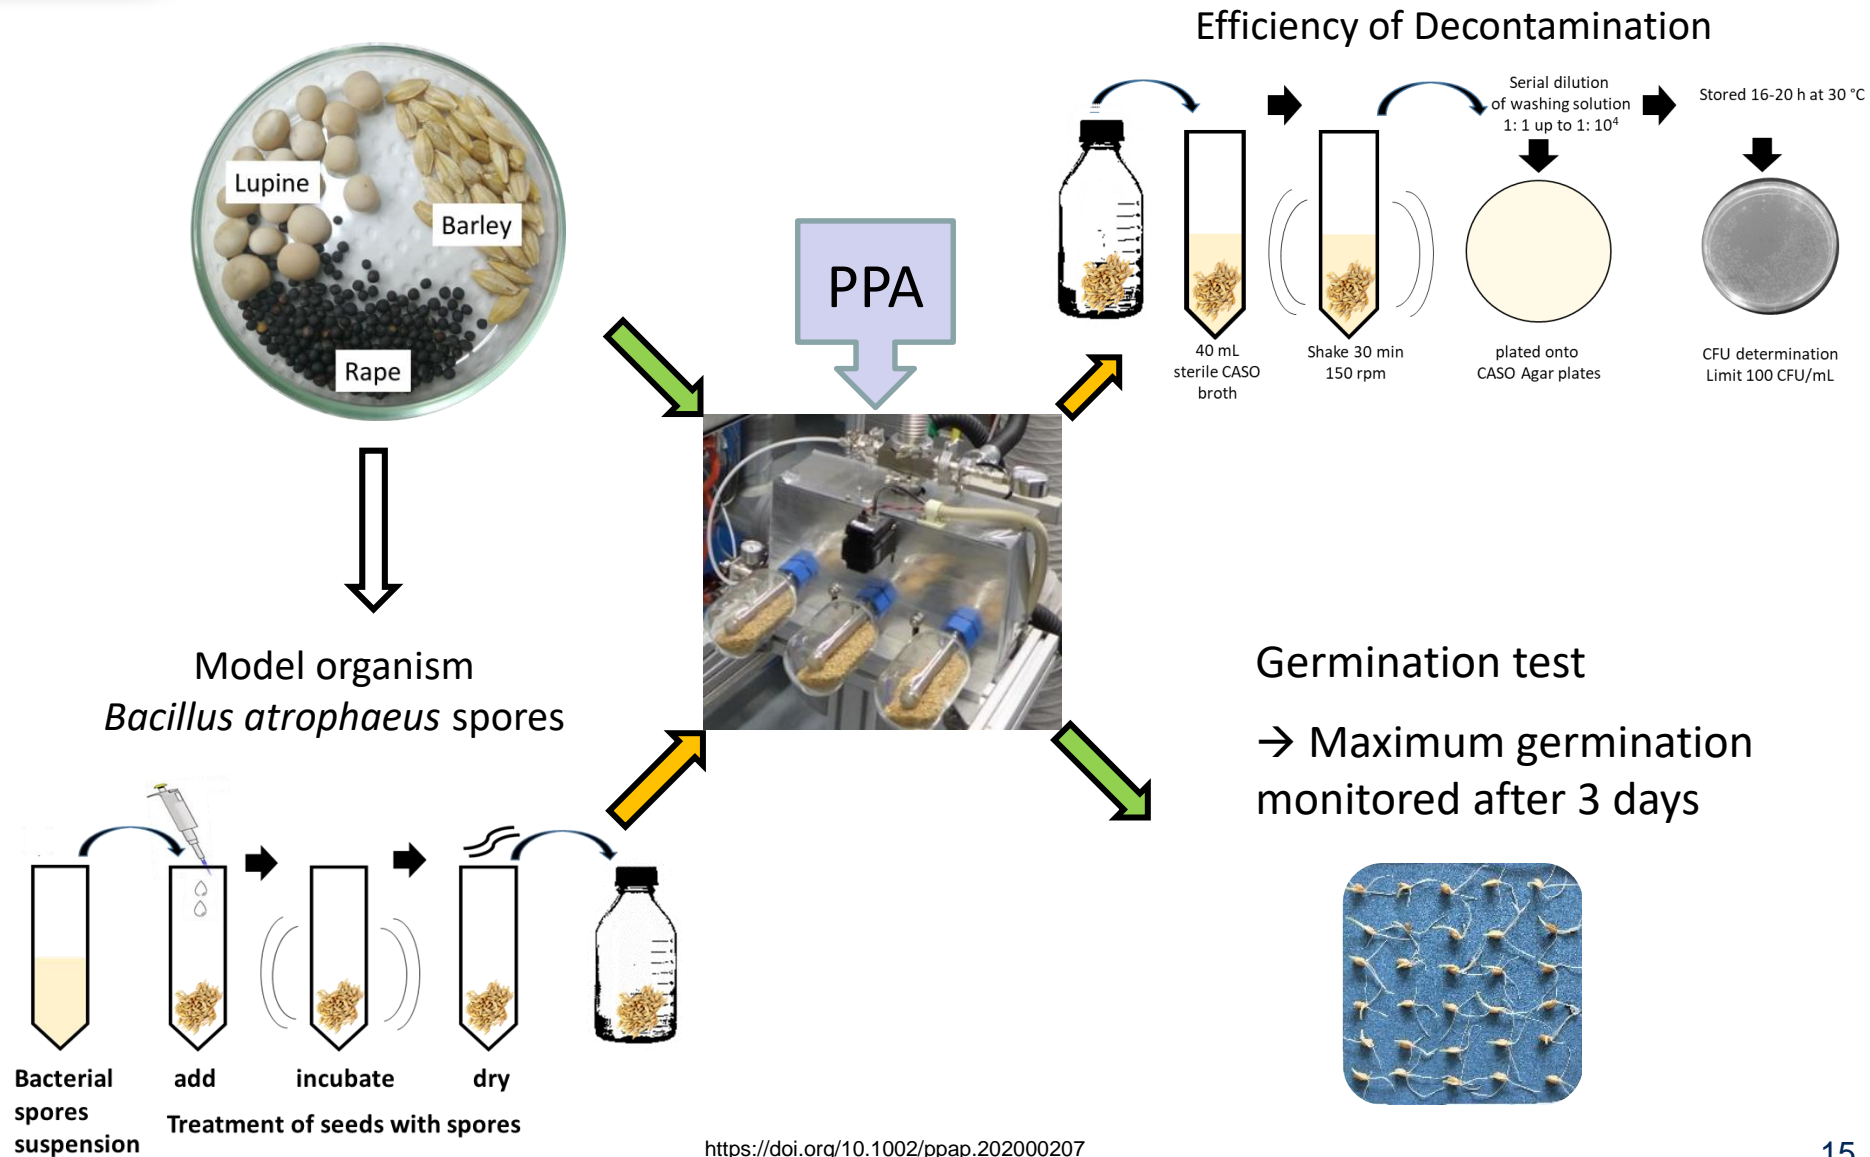 Efficiency of Decontamination
Lupine
Barley
Rape
PPA
Serial dilution
of washing solution
1: 1 up to 1: 10⁴
Stored 16-20 h at 30 °C
40 mL
sterile CASO
broth
Shake 30 min
150 rpm
plated onto
CASO Agar plates
CFU determination
Limit 100 CFU/mL
Model organism
Bacillus atrophaeus spores
Germination test
→ Maximum germination
monitored after 3 days
Bacterial
spores
suspension
add
incubate
dry
Treatment of seeds with spores
https://doi.org/10.1002/ppap.202000207
15